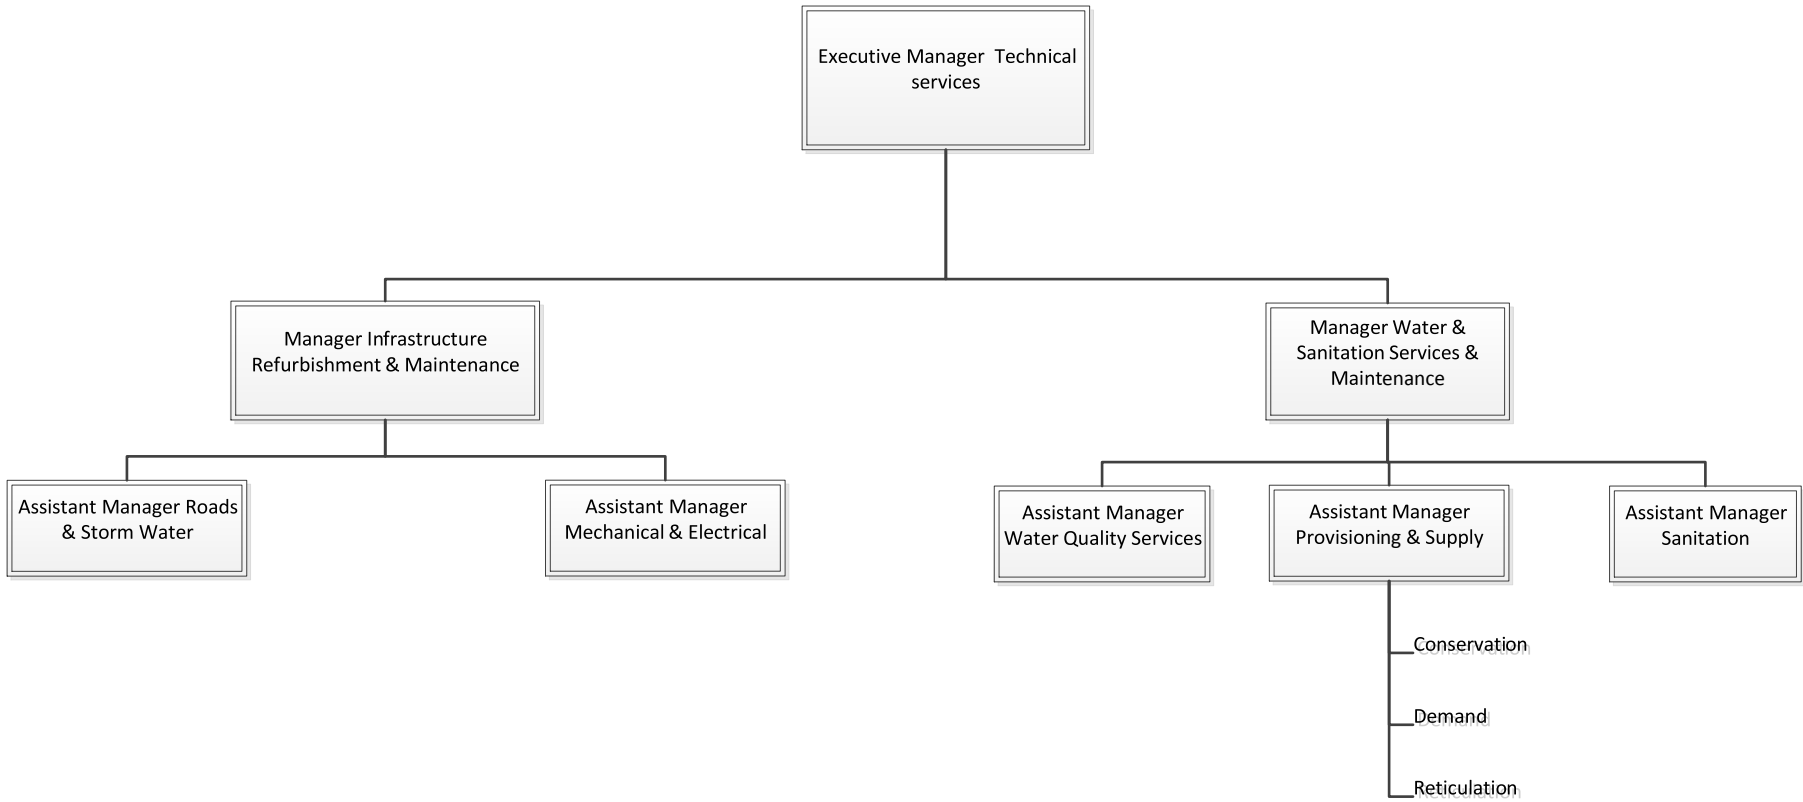 Executive Manager  Technical
services
Manager Infrastructure
Refurbishment & Maintenance
Manager Water &
Sanitation Services &
Maintenance
Assistant Manager Roads
& Storm Water
Assistant Manager
Mechanical & Electrical
Assistant Manager
Water Quality Services
Assistant Manager
Provisioning & Supply
Assistant Manager
Sanitation
Conservation
Demand
Reticulation